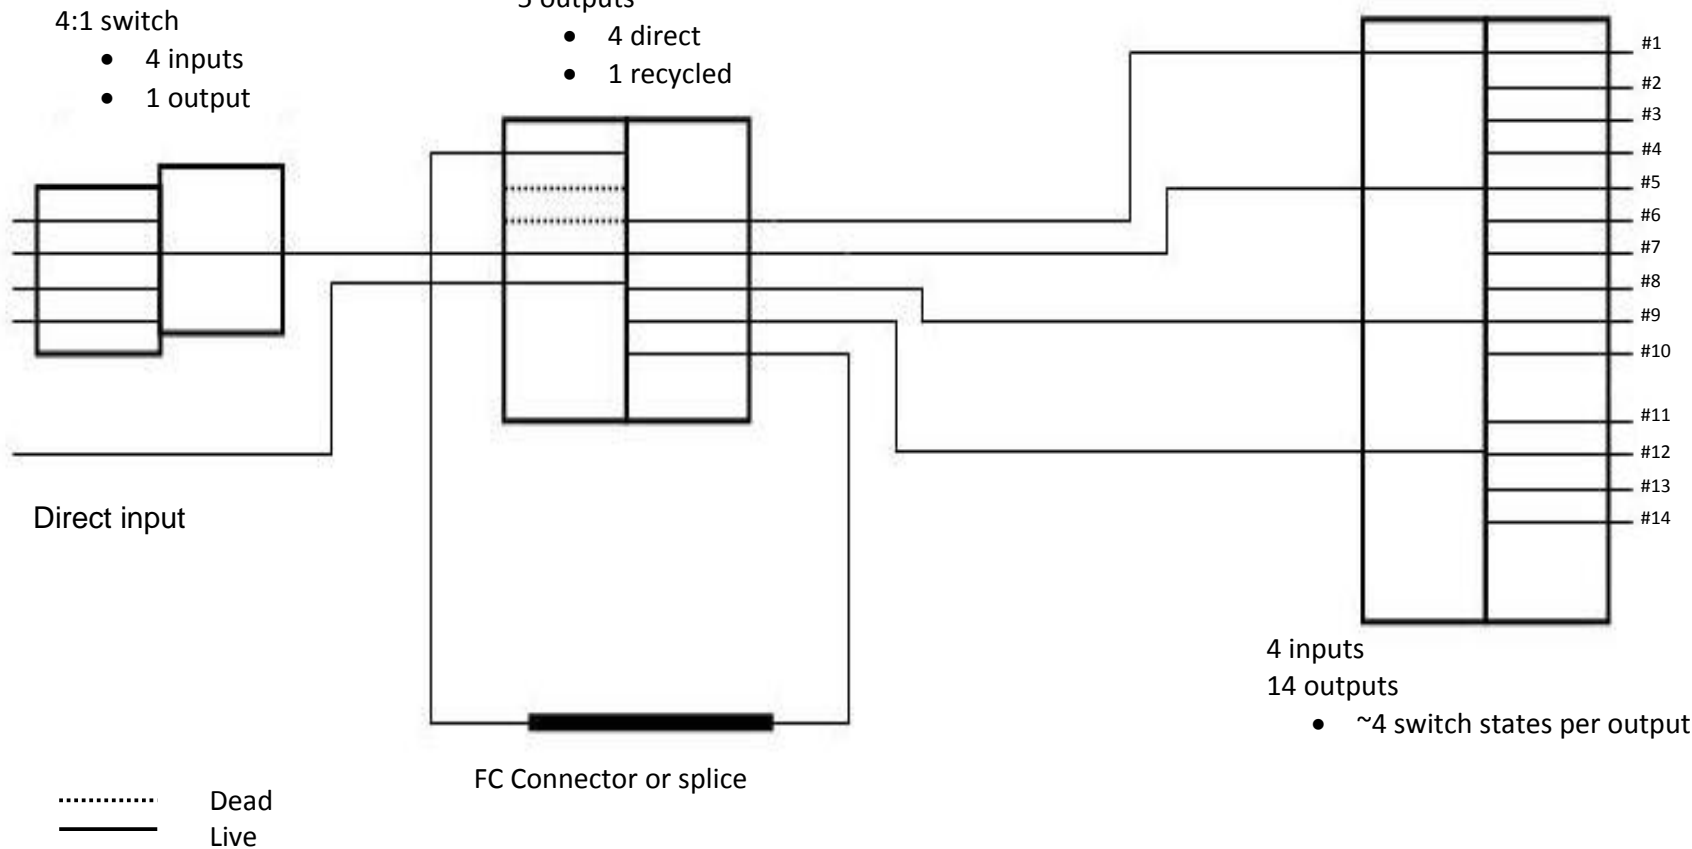 4:1 switch
• 4 inputs
• 1 output
5 outputs
• 4 direct
• 1 recycled
#1
#2
#3
#4
#5
#6
#7
#8
#9
#10
#11
#12
#13
#14
Direct input
4 inputs
14 outputs
• ~4 switch states per output
FC Connector or splice
Dead
Live